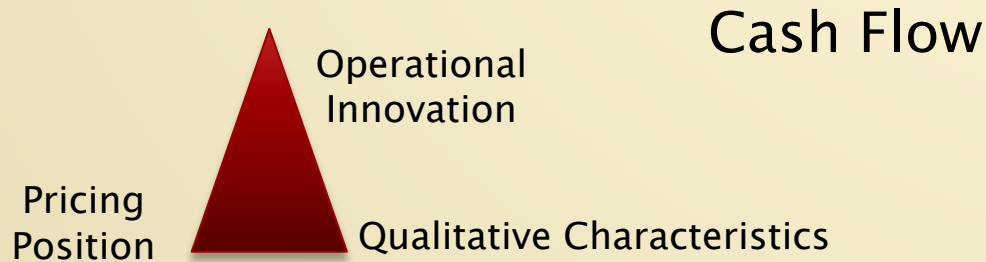 Cash Flow
Operational
Innovation
Pricing
Position
Qualitative Characteristics